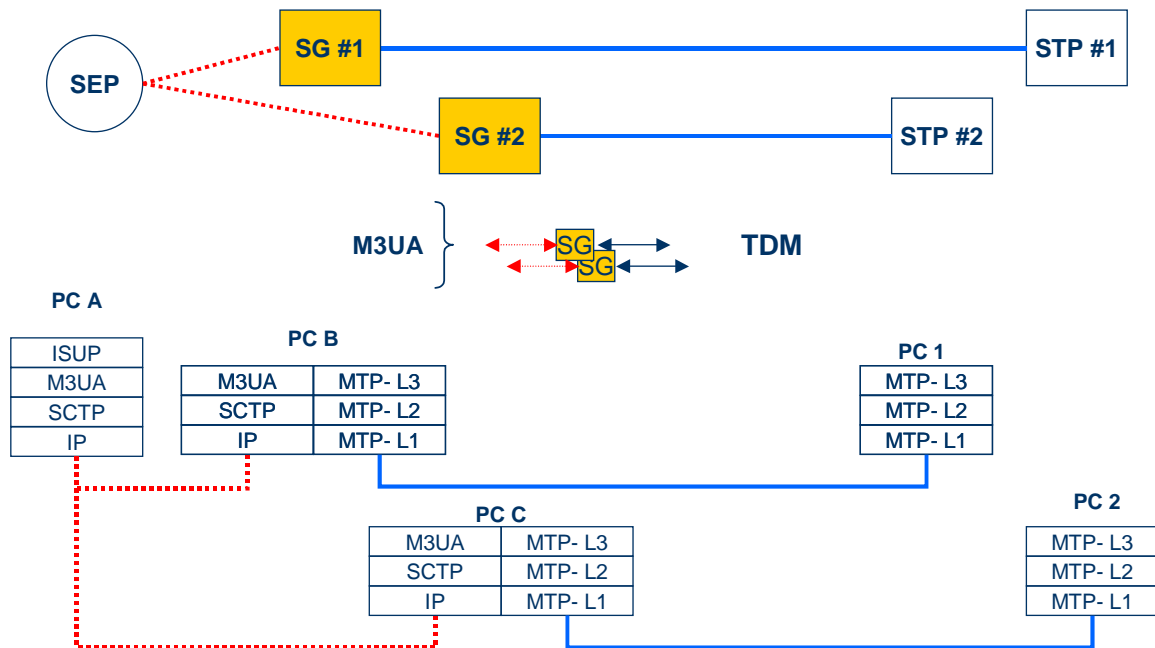 SG #1
STP #1
SEP
SG #2
STP #2
M3UA
SG
SG
TDM
PC A
ISUP
M3UA
SCTP
IP
PC B
M3UA MTP- L3
SCTP MTP- L2
IP MTP- L1
PC 1
MTP- L3
MTP- L2
MTP- L1
PC C
M3UA MTP- L3
SCTP MTP- L2
IP MTP- L1
PC 2
MTP- L3
MTP- L2
MTP- L1